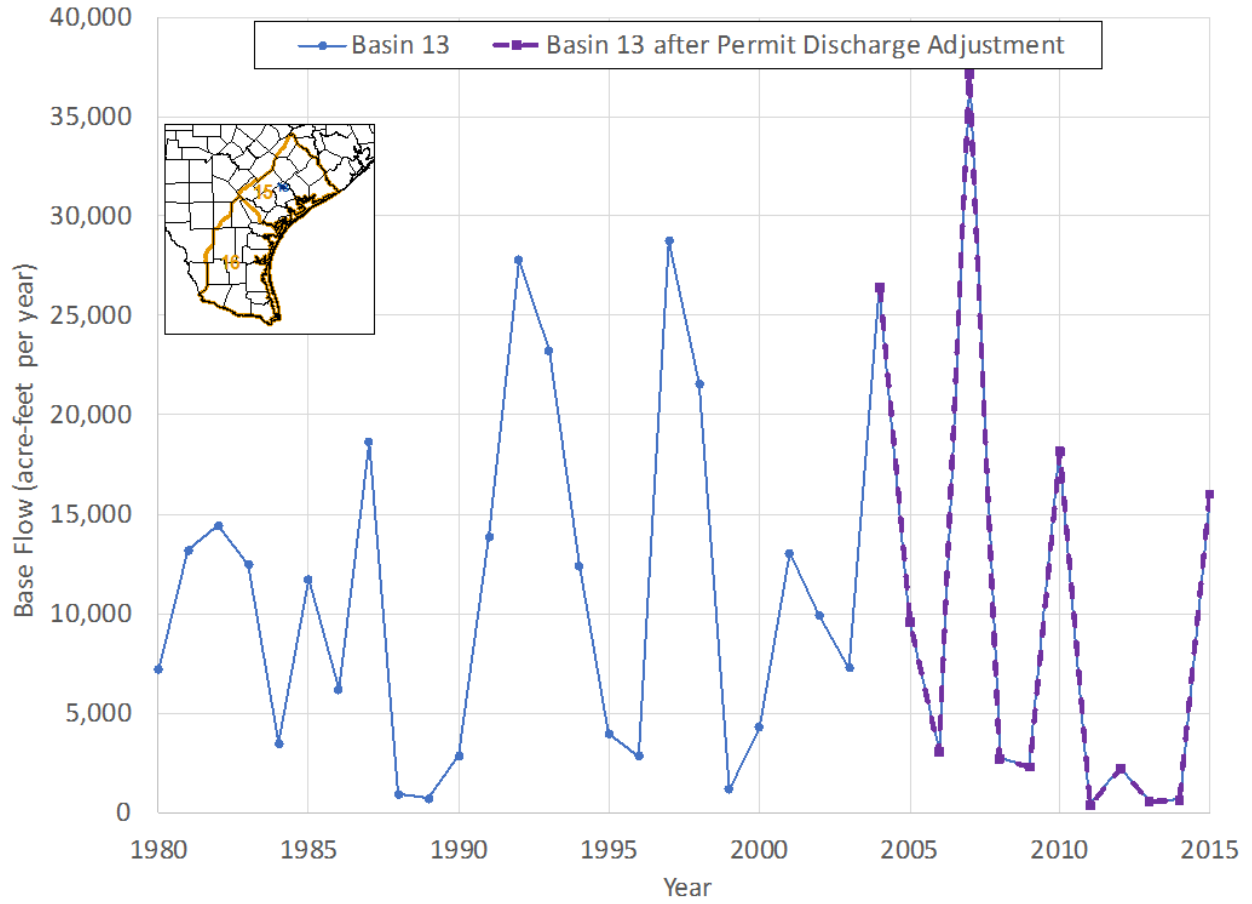 40,000
Basin 13 Basin 13 after Permit Discharge Adjustment
35,000
30,000
25,000
20,000
15,000
10,000
5,000
0
Base Flow (acre-feet per year)
15
16
1980 1985 1990 1995 2000 2005 2010 2015
Year